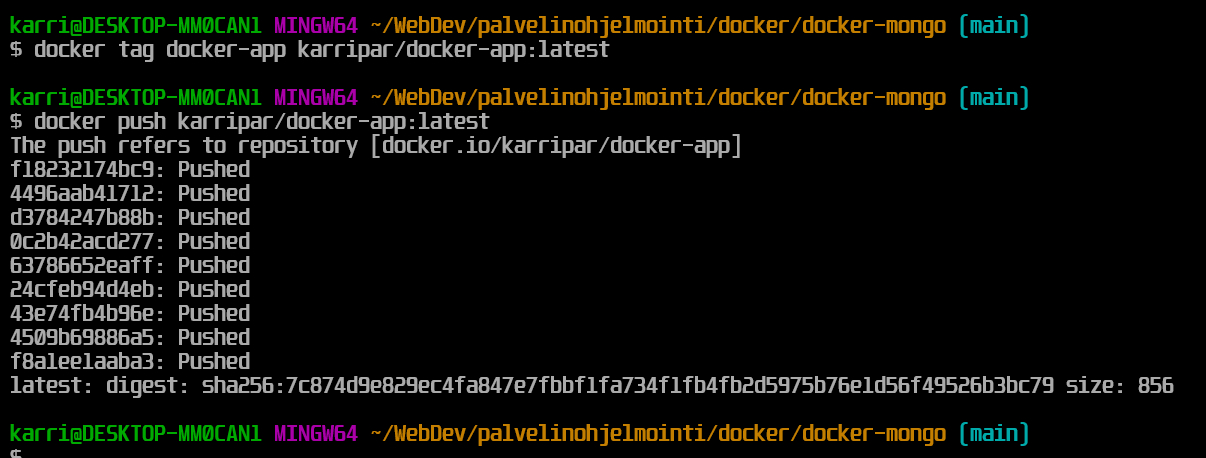 karri@DESKTOP-MM0CAN1 MINGW64 ~/WebDev/palvelinohjelmointi/docker/docker-mongo (main)
$ docker tag docker-app karripar/docker-app:latest
karri@DESKTOP-MM0CAN1 MINGW64 ~/WebDev/palvelinohjelmointi/docker/docker-mongo (main)
$ docker push karripar/docker-app:latest
The push refers to repository [docker.io/karripar/docker-app]
f18232174bc9: Pushed
4496aab41712: Pushed
d3784247b88b: Pushed
0c2b42acd277: Pushed
63786652eaff: Pushed
24cfeb94d4eb: Pushed
43e74fb4b96e: Pushed
4509b69886a5: Pushed
f8a1ee1aaba3: Pushed
latest: digest: sha256:7c874d9e829ec4fa847e7fbbf1fa734f1fb4fb2d5975b76e1d56f49526b3bc79 size: 856
karri@DESKTOP-MM0CAN1 MINGW64 ~/WebDev/palvelinohjelmointi/docker/docker-mongo (main)
$